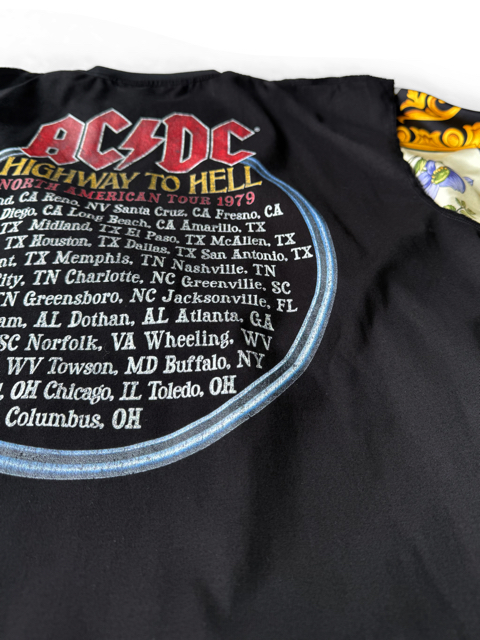 AC/DC®
HIGHWAY TO HELL
NORTH AMERICAN TOUR 1979
CA Reno, NV Santa Cruz, CA Fresno, CA
Diego, CA Long Beach, CA Amarillo, TX
TX Midland, TX El Paso, TX McAllen, TX
TX Houston, TX Dallas, TX San Antonio, TX
TX Memphis, TN Nashville, TN
City, TN Charlotte, NC Greenville, SC
TN Greensboro, NC Jacksonville, FL
AL Dothan, AL Atlanta, GA
SC Norfolk, VA Wheeling, WV
WV Towson, MD Buffalo, NY
OH Chicago, IL Toledo, OH
Columbus, OH